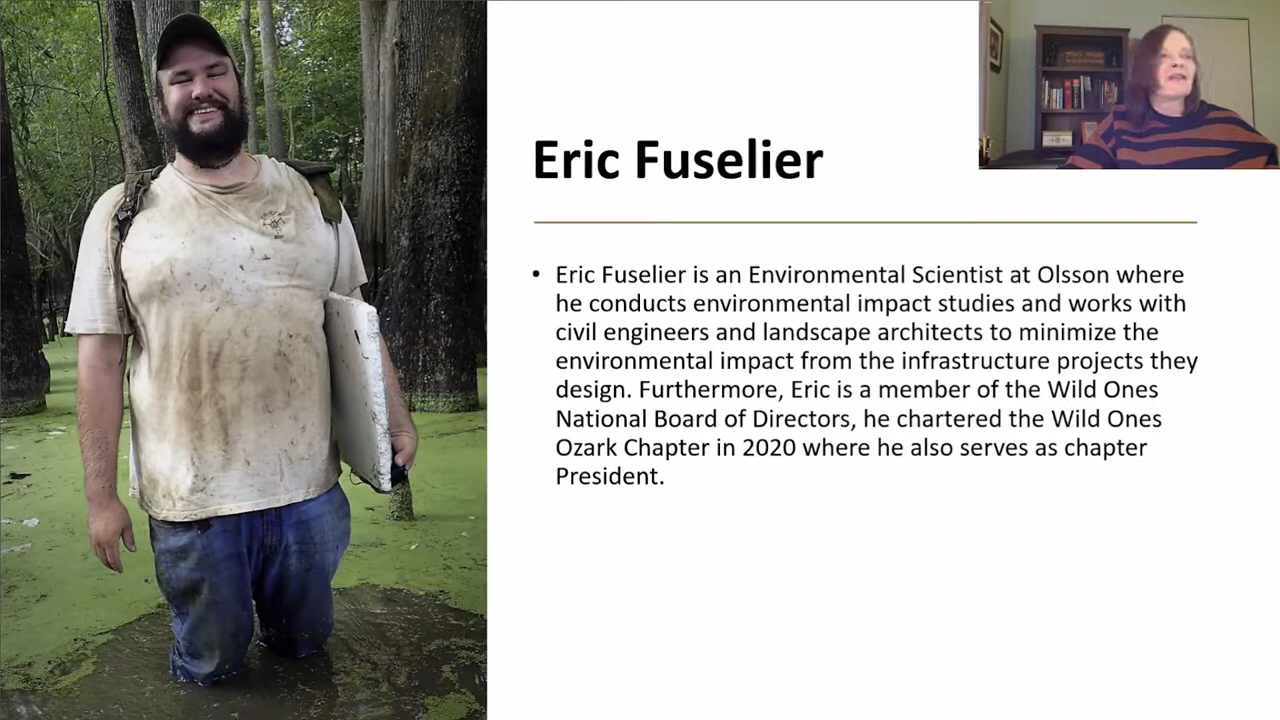 Eric Fuselier
• Eric Fuselier is an Environmental Scientist at Olsson where
he conducts environmental impact studies and works with
civil engineers and landscape architects to minimize the
environmental impact from the infrastructure projects they
design. Furthermore, Eric is a member of the Wild Ones
National Board of Directors, he chartered the Wild Ones
Ozark Chapter in 2020 where he also serves as chapter
President.